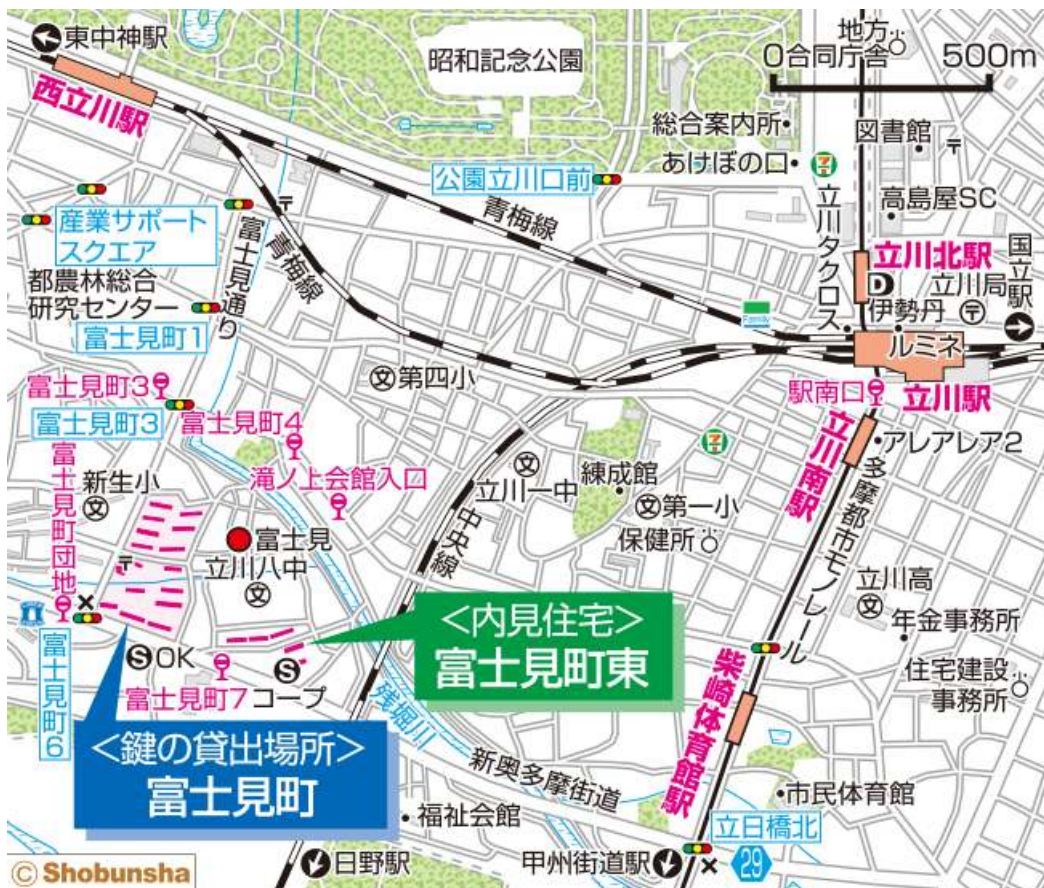 東中神駅
西立川駅
昭和記念公園
地方
合同庁舎
0
500m
総合案内所
あけぼの口
図書館
高島屋SC
公園立川口前
青梅線
青梅線
立川タクロス
立川北駅
国立駅
立川局
伊勢丹
ルミネ
立川駅
産業サポート
スクエア
富士見通り
都農林総合
研究センター
富士見町1
Family
第四小
駅南口
立川南駅
アレアレア2
富士見町3
富士見町3
富士見町4
滝ノ上会館入口
富士見町団地
新生小
文
富士見
立川八中
文
文
立川一中
練成館
文
第一小
保健所
中央線
多摩都市モノレール
立川高
文
年金事務所
住宅建設
事務所
S OK
富士見町7
S
コープ
富士見町6
<内見住宅>
富士見町東
<鍵の貸出場所>
富士見町
残堀川
新奥多摩街道
柴崎体育館駅
市民体育館
福祉会館
立日橋北
29
日野駅
甲州街道駅
© Shobunsha